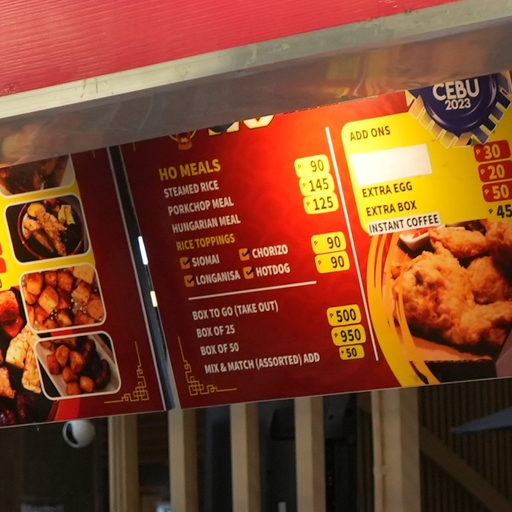 CEBU
2023
HO MEALS
STEAMED RICE 90
PORKCHOP MEAL 145
HUNGARIAN MEAL 125
RICE TOPPINGS
SIOMAI CHORIZO 90
LONGANISA HOTDOG 90
BOX TO GO (TAKE OUT)
BOX OF 25 500
BOX OF 50 950
MIX & MATCH (ASSORTED) ADD 50
ADD ONS
30
EXTRA EGG 20
EXTRA BOX 50
INSTANT COFFEE 45